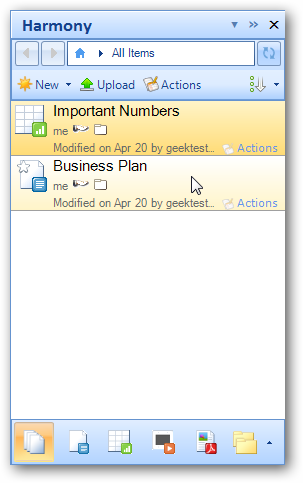 Harmony
All Items
New Upload Actions
Important Numbers
me
Modified on Apr 20 by geektest... Actions
Business Plan
me
Modified on Apr 20 by geektest... Actions